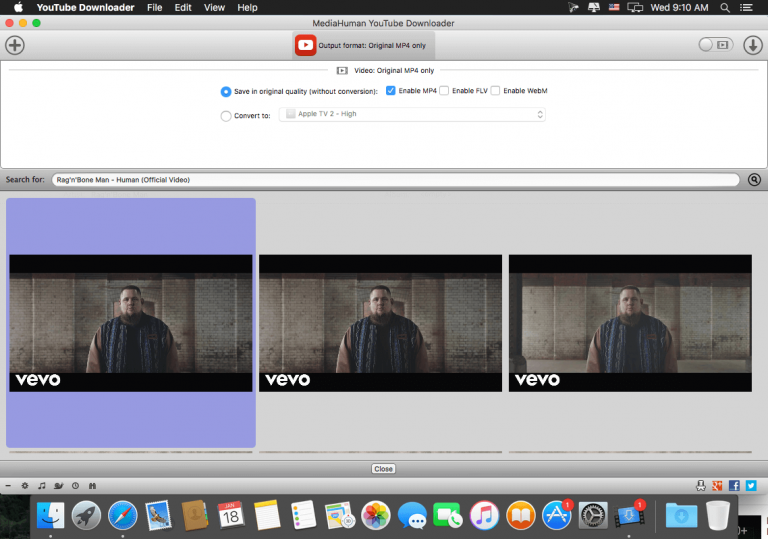 YouTube Downloader File Edit View Help Wed 9:10 AM
MediaHuman YouTube Downloader
Output format: Original MP4 only
Video: Original MP4 only
Save in original quality (without conversion): Enable MP4 Enable FLV Enable WebM
Convert to: Apple TV 2 - High
Search for: Rag'n'Bone Man - Human (Official Video)
vevo vevo vevo
Close
JAN
18
1
1